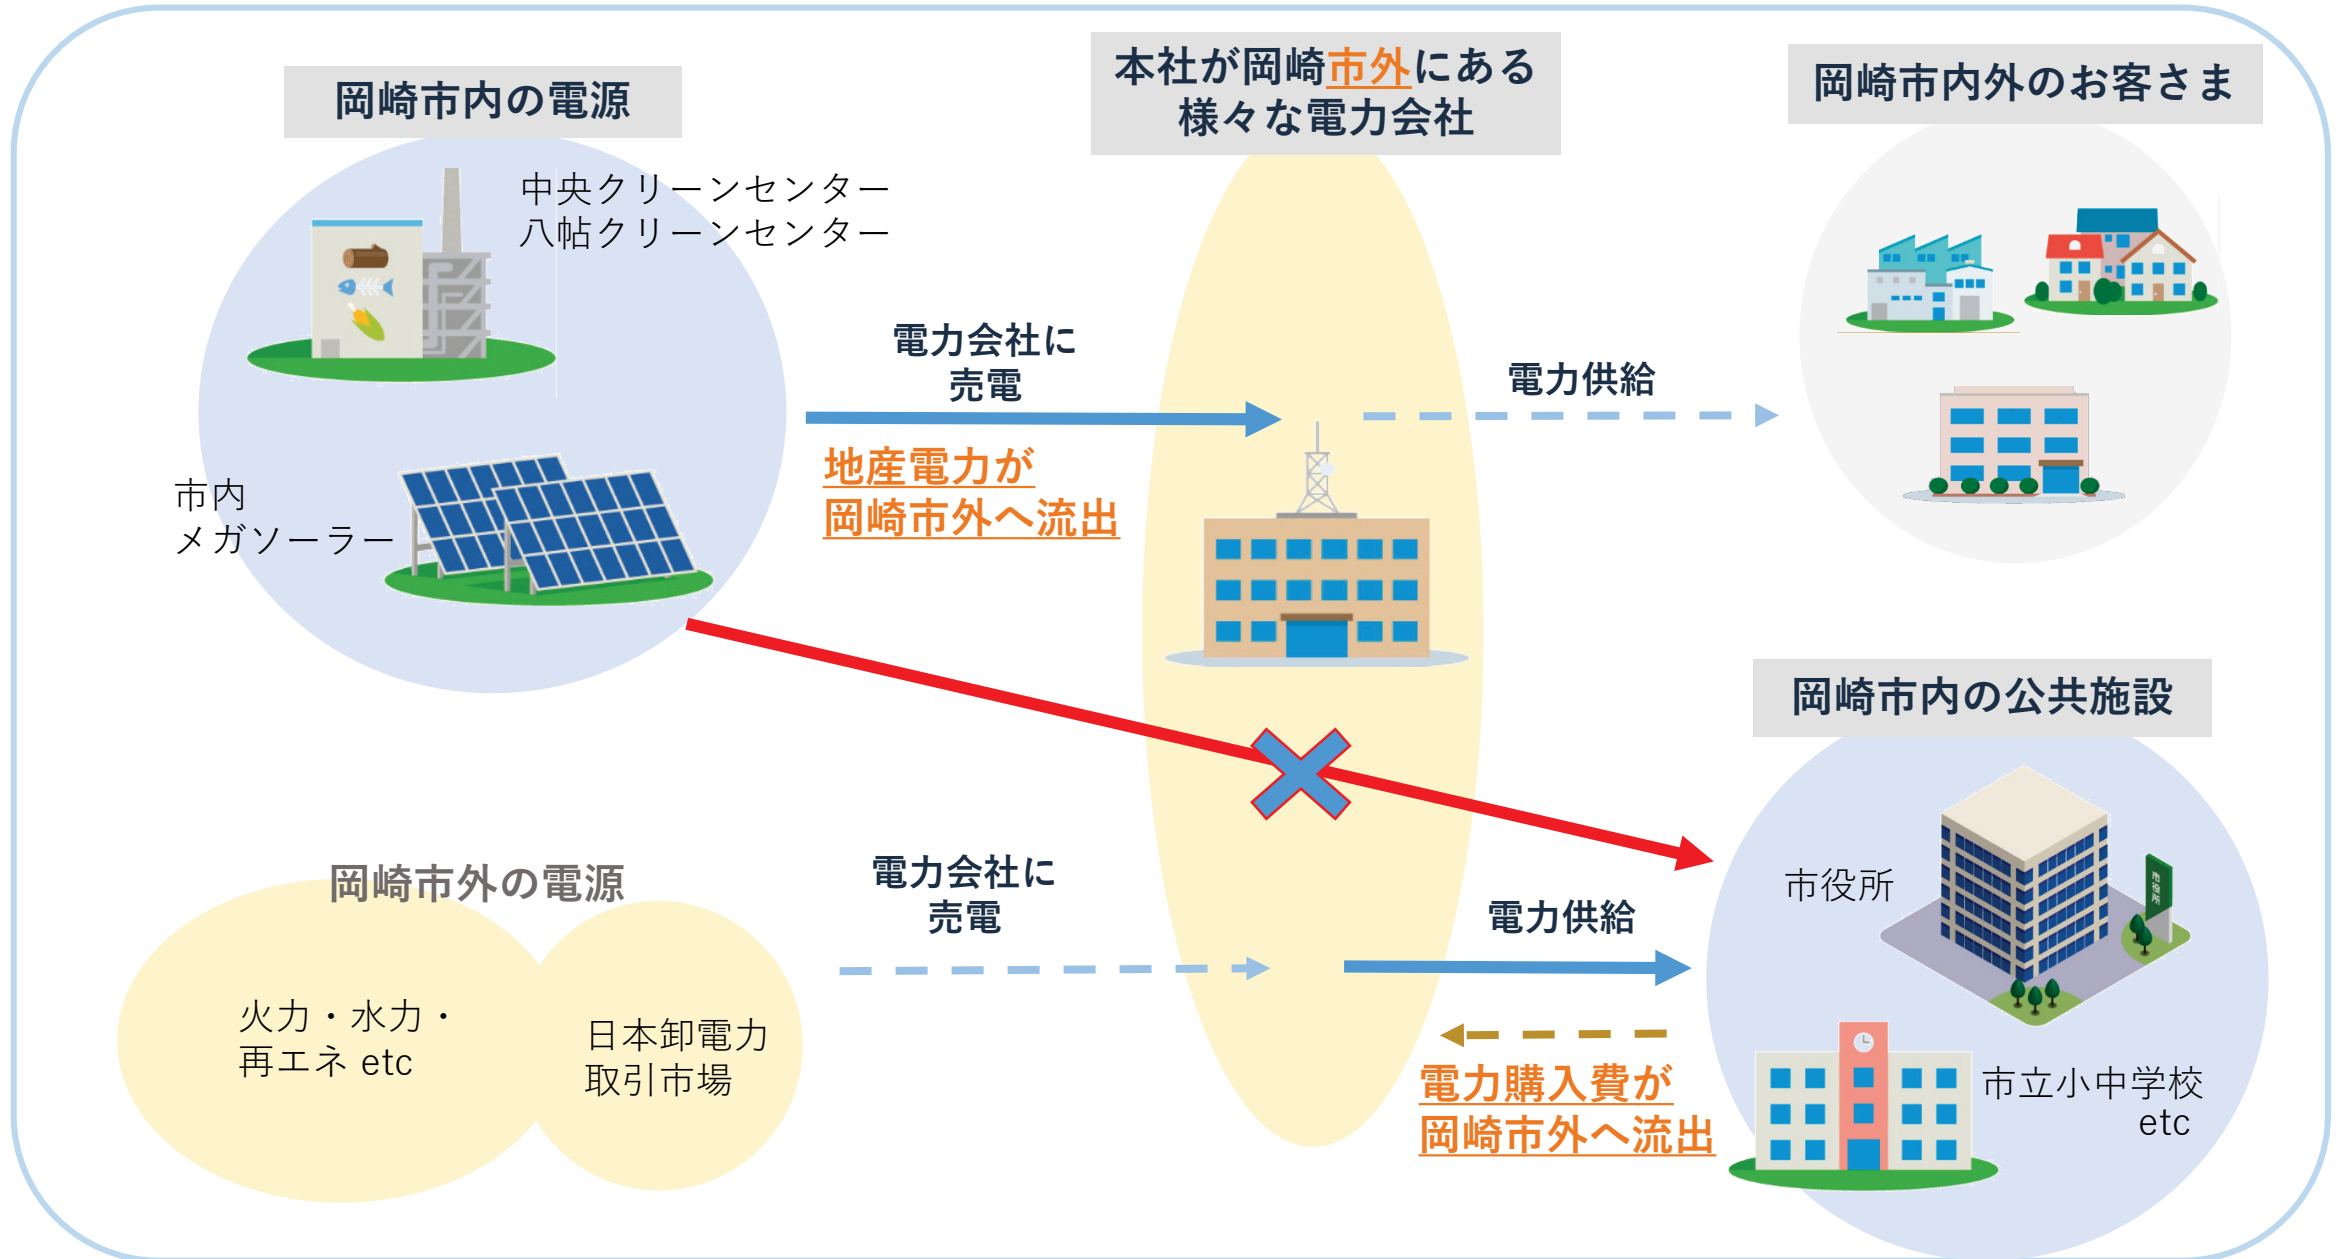 岡崎市内の電源
中央クリーンセンター
八帖クリーンセンター
市内
メガソーラー
電力会社に
売電
地産電力が
岡崎市外へ流出
本社が岡崎市外にある
様々な電力会社
電力供給
岡崎市内外のお客さま
岡崎市外の電源
火力・水力・
再エネ etc
日本卸電力
取引市場
電力会社に
売電
電力供給
電力購入費が
岡崎市外へ流出
岡崎市内の公共施設
市役所
市役所
市立小中学校
etc